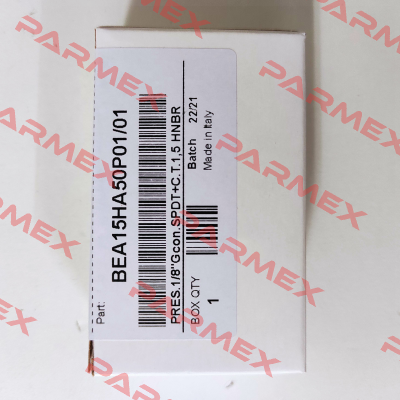 Part:
BEA15HA50P01/01
PRES.1/8"Gcon.SPDT+C.T.1,5 HNBR
Batch 22/21
BOX QTY
Made in Italy
1
PARMEX
PARMEX
PARMEX
PARMEX
PARMEX
PARMEX
PARMEX